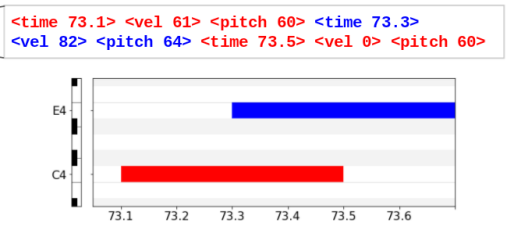 <time 73.1> <vel 61> <pitch 60> <time 73.3>
<vel 82> <pitch 64> <time 73.5> <vel 0> <pitch 60>
E4
C4
73.1 73.2 73.3 73.4 73.5 73.6